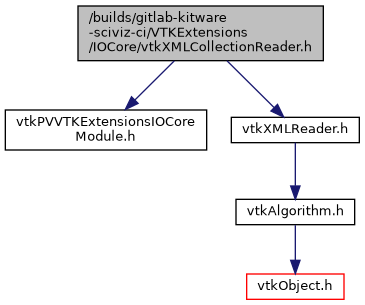 /builds/gitlab-kitware
-sciviz-ci/VTKExtensions
/IOCore/vtkXMLCollectionReader.h
vtkPVVTKExtensionsIOCore
Module.h
vtkXMLReader.h
vtkAlgorithm.h
vtkObject.h